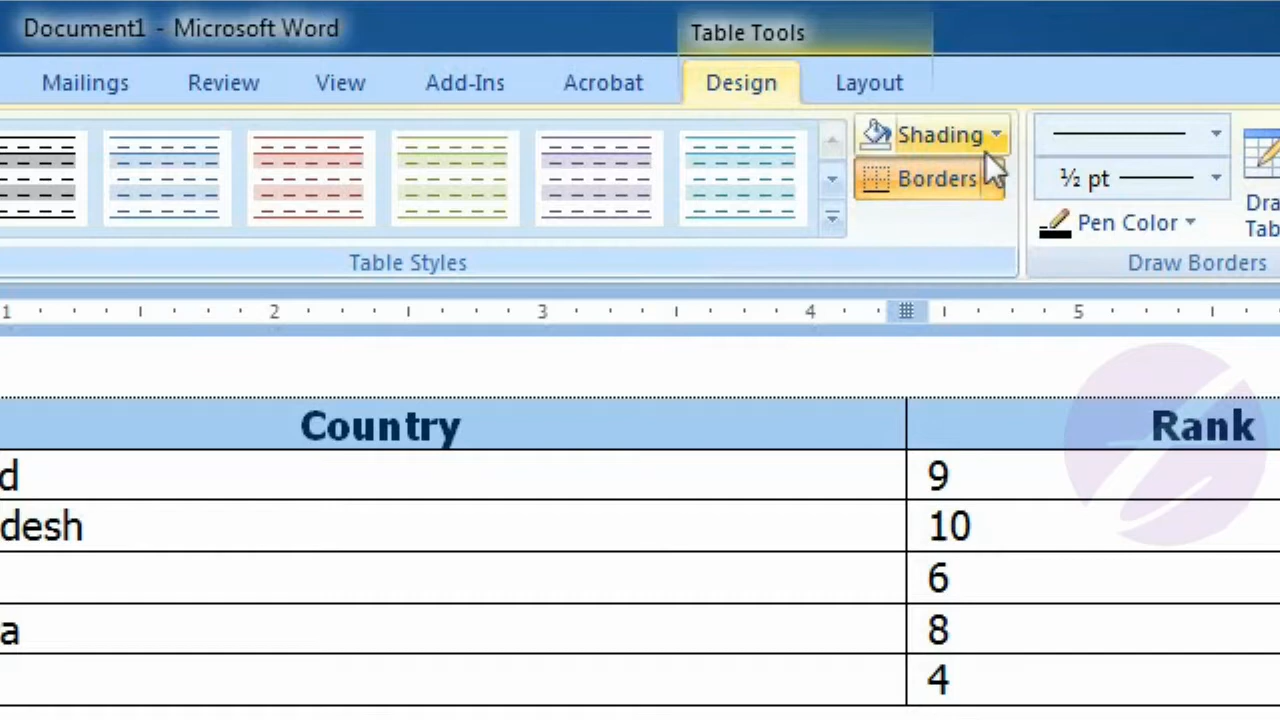 Document1 - Microsoft Word
Table Tools
Mailings Review View Add-Ins Acrobat Design Layout
Shading
Borders
½ pt
Pen Color
Table Styles
Draw Borders
1 2 3 4 5
Country Rank
d 9
desh 10
6
a 8
4